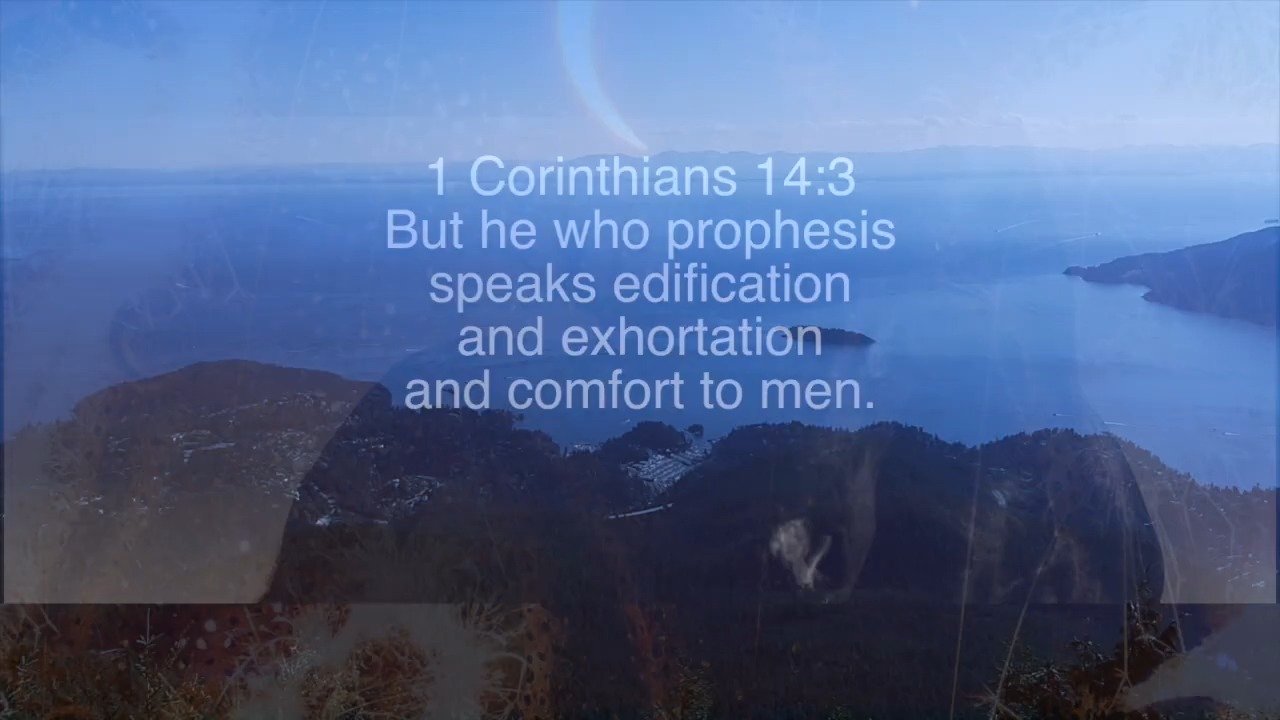 1 Corinthians 14:3
But he who prophesis
speaks edification
and exhortation
and comfort to men.